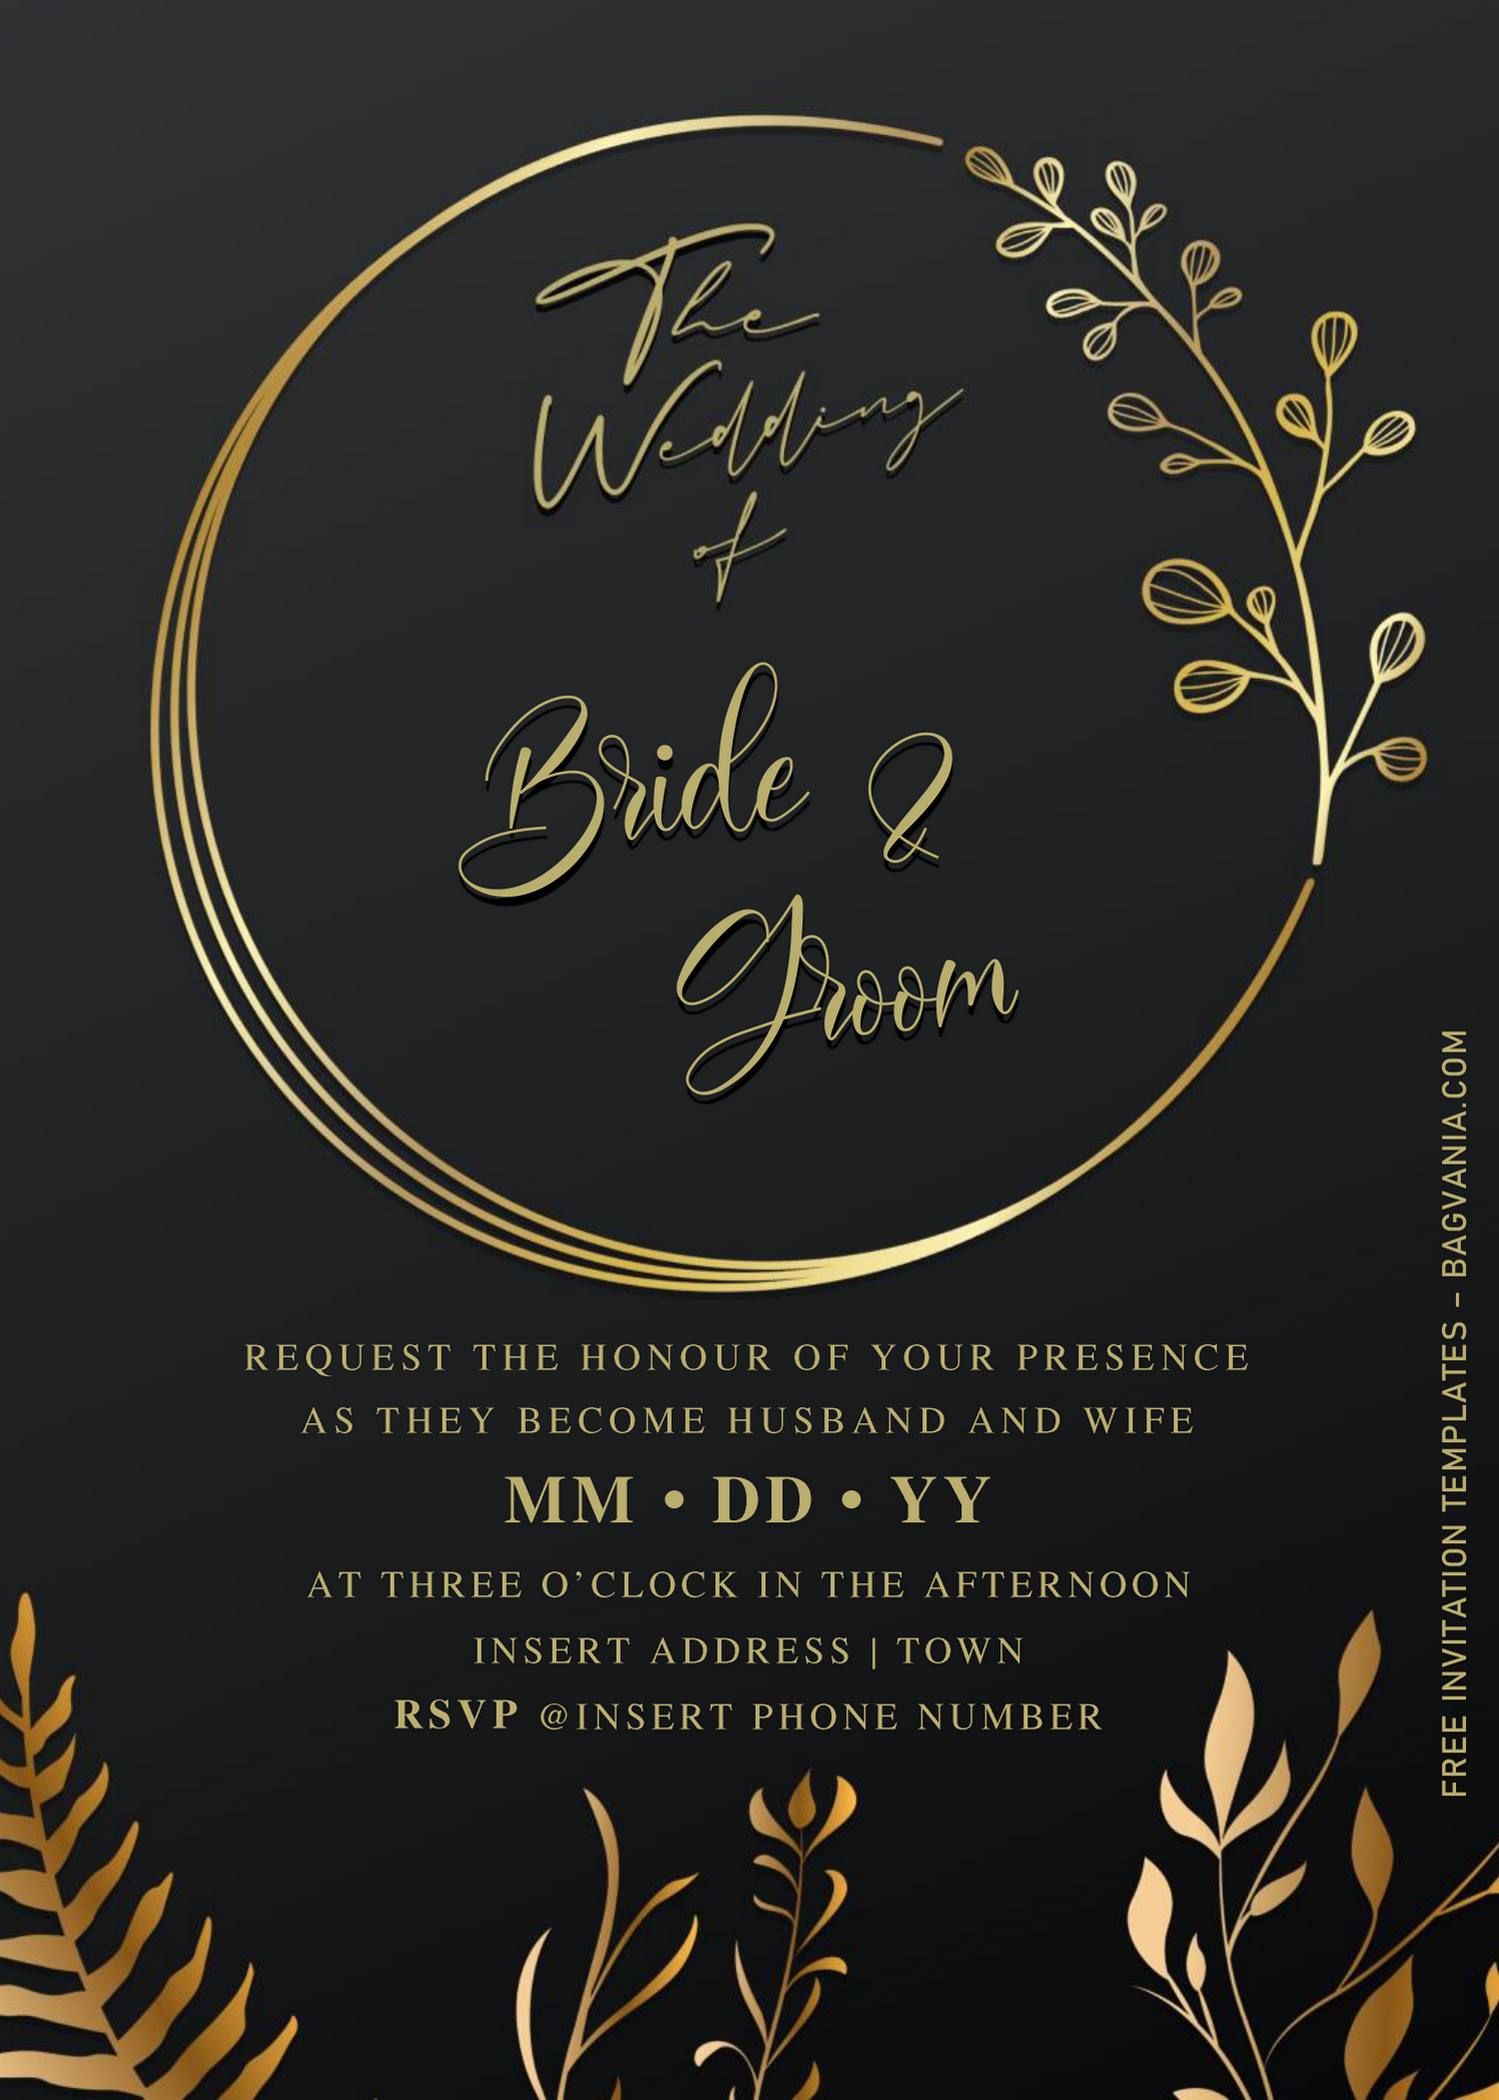 The
Wedding
of
Bride &
Groom
REQUEST THE HONOUR OF YOUR PRESENCE
AS THEY BECOME HUSBAND AND WIFE
MM • DD • YY
AT THREE O’CLOCK IN THE AFTERNOON
INSERT ADDRESS | TOWN
RSVP @INSERT PHONE NUMBER
FREE INVITATION TEMPLATES – BAGVANIA.COM